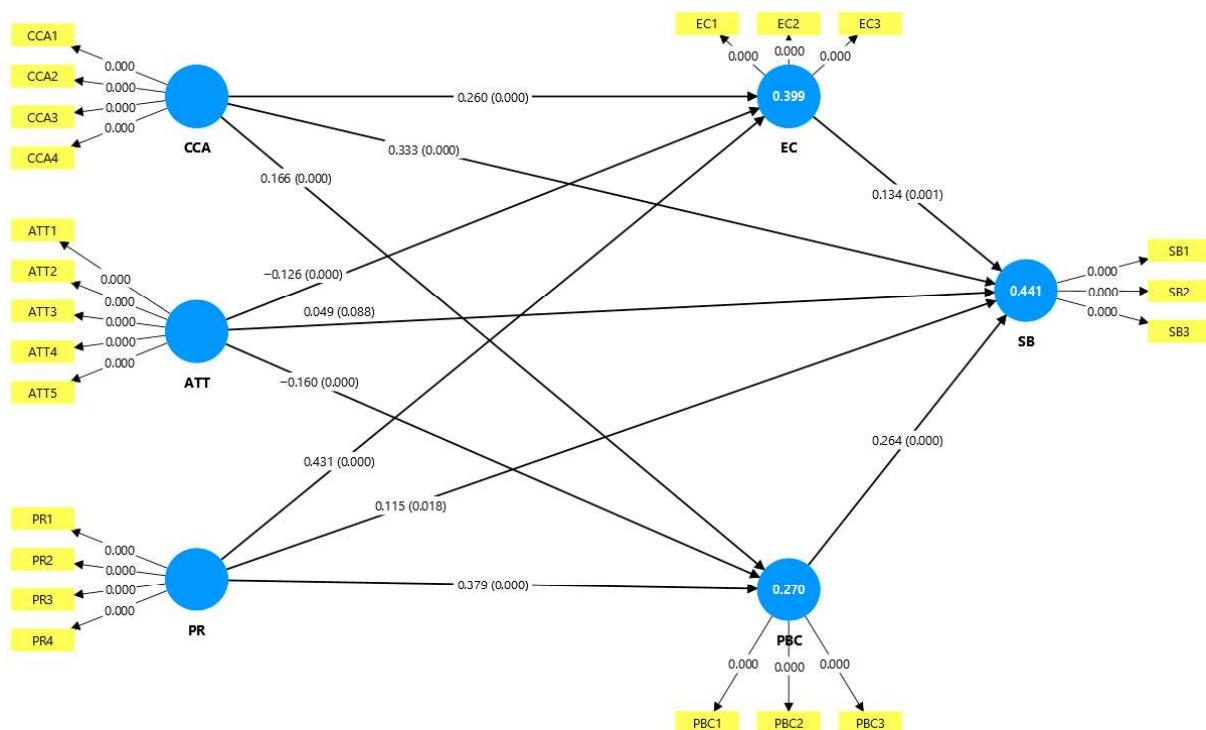 CCA1
CCA2
CCA3
CCA4
0.000
0.000
0.000
0.000
CCA
ATT1
ATT2
ATT3
ATT4
ATT5
0.000
0.000
0.000
0.000
0.000
ATT
PR1
PR2
PR3
PR4
0.000
0.000
0.000
0.000
PR
0.260 (0.000)
0.333 (0.000)
0.166 (0.000)
−0.126 (0.000)
0.049 (0.088)
−0.160 (0.000)
0.431 (0.000)
0.115 (0.018)
0.379 (0.000)
EC1
EC2
EC3
0.000
0.000
0.000
0.399
EC
0.134 (0.001)
0.264 (0.000)
0.270
PBC
0.000
0.000
0.000
PBC1
PBC2
PBC3
0.441
SB
0.000
0.000
0.000
SB1
SB2
SB3